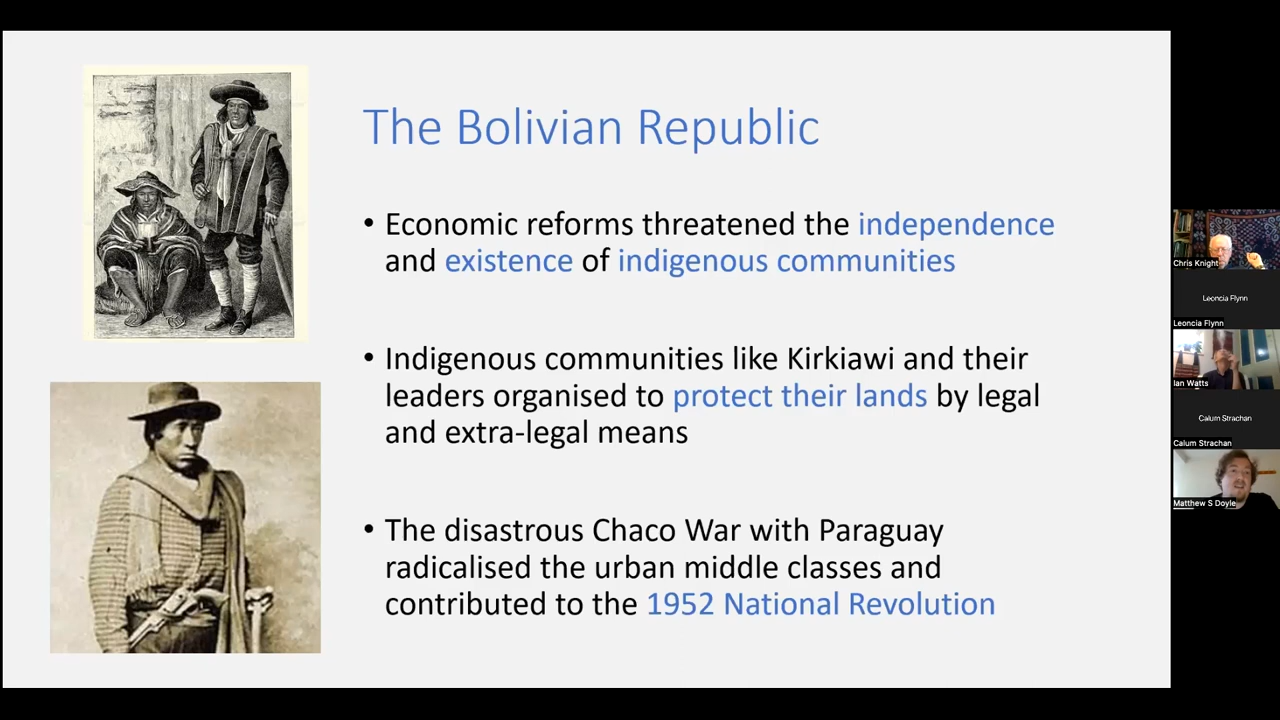 The Bolivian Republic
• Economic reforms threatened the independence
and existence of indigenous communities
• Indigenous communities like Kirkiawi and their
leaders organised to protect their lands by legal
and extra-legal means
• The disastrous Chaco War with Paraguay
radicalised the urban middle classes and
contributed to the 1952 National Revolution
Chris Knight
Leoncia Flynn
Leoncia Flynn
Ian Watts
Calum Strachan
Calum Strachan
Matthew S Doyle